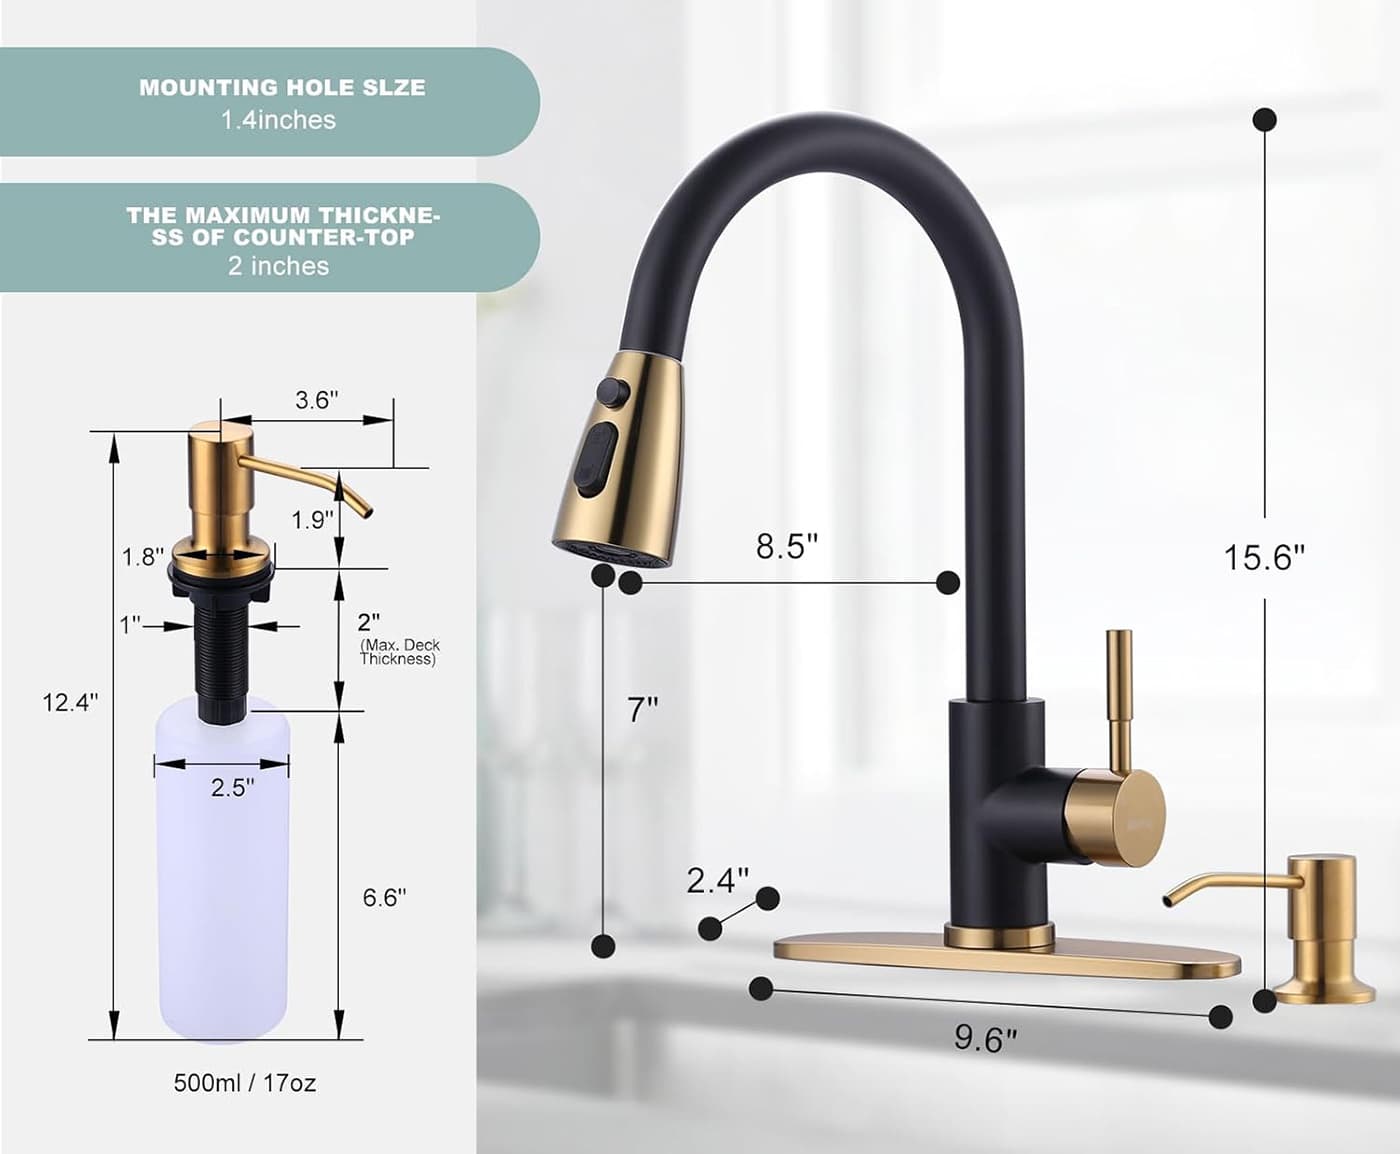 MOUNTING HOLE SLZE
1.4inches
THE MAXIMUM THICKNE-
SS OF COUNTER-TOP
2 inches
3.6"
1.9"
1.8"
1"
2"
(Max. Deck
Thickness)
12.4"
2.5"
6.6"
500ml / 17oz
8.5"
15.6"
7"
2.4"
9.6"